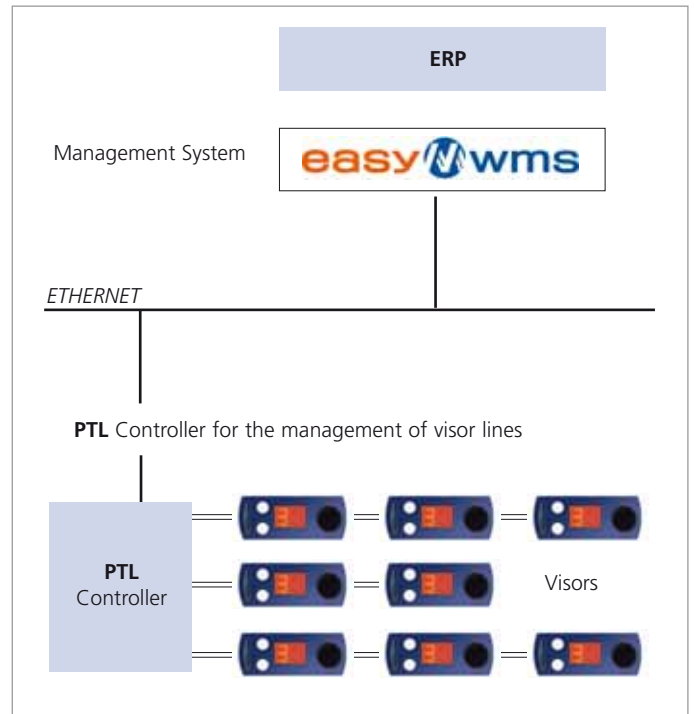 ERP
Management System
easy wms
ETHERNET
PTL Controller for the management of visor lines
PTL
Controller
Visors